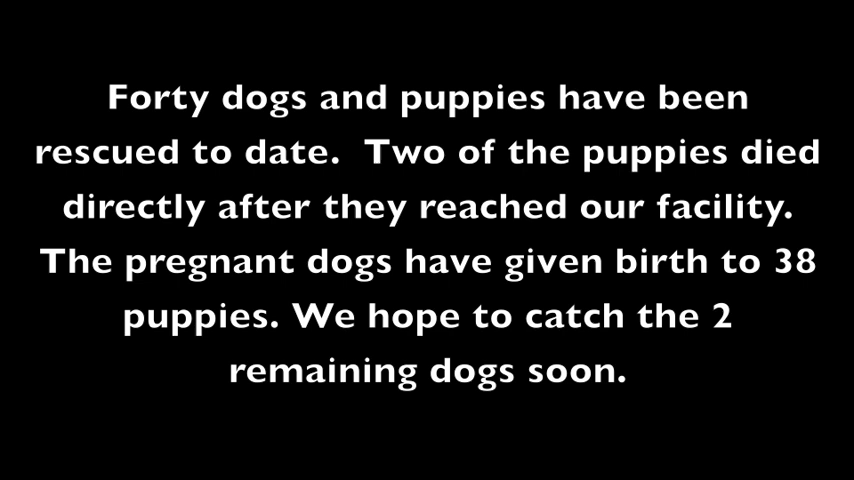 Forty dogs and puppies have been
rescued to date.  Two of the puppies died
directly after they reached our facility.
The pregnant dogs have given birth to 38
puppies. We hope to catch the 2
remaining dogs soon.